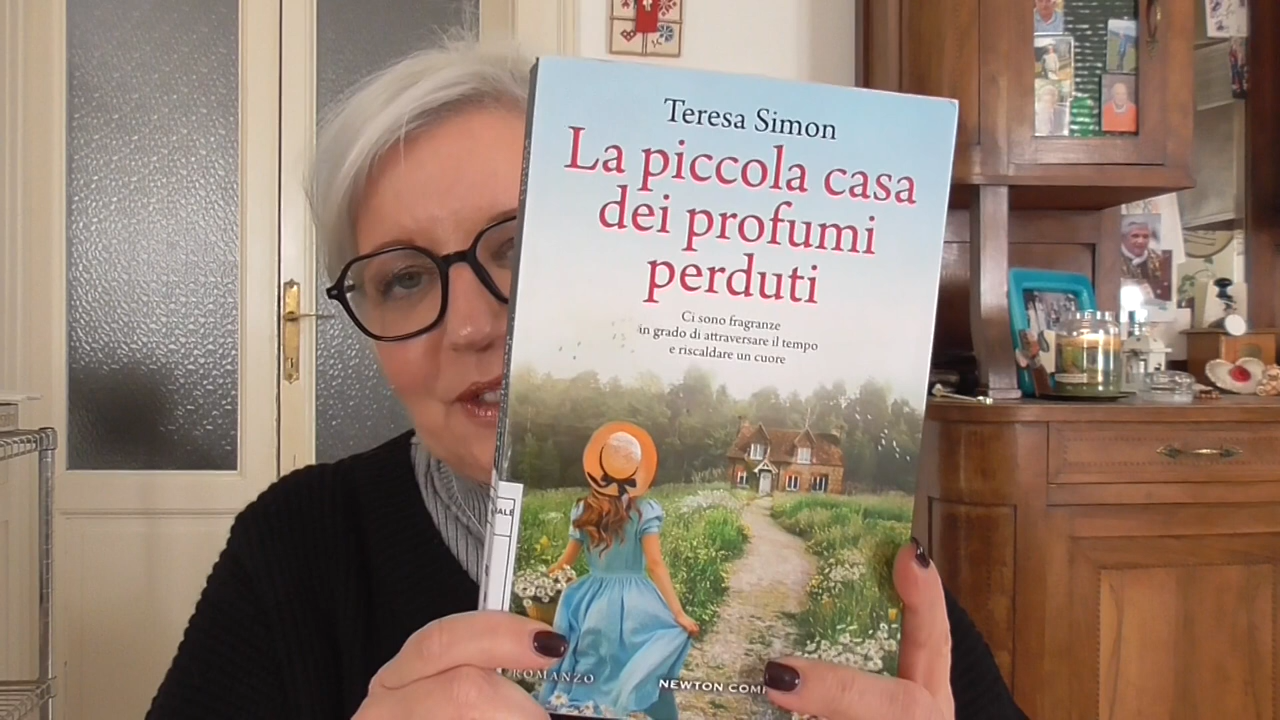 Teresa Simon
La piccola casa
dei profumi
perduti
Ci sono fragranze
in grado di attraversare il tempo
e riscaldare un cuore
ROMANZO
NEWTON COMP